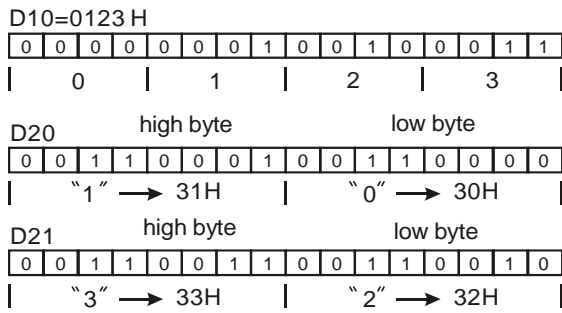 D10=0123 H
0 0 0 0 0 0 0 1 0 0 1 0 0 0 1 1
0 1 2 3
high byte low byte
D20
0 0 1 1 0 0 0 1 0 0 1 1 0 0 0 0
"1" → 31H "0" → 30H
high byte low byte
D21
0 0 1 1 0 0 1 1 0 0 1 1 0 0 1 0
"3" → 33H "2" → 32H